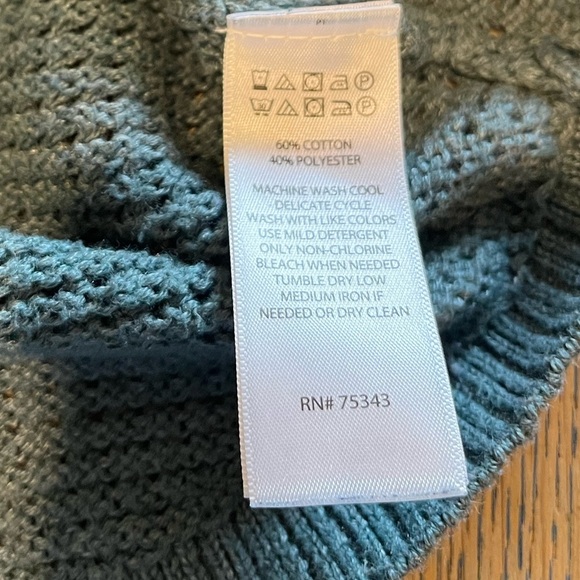 60% COTTON
40% POLYESTER
MACHINE WASH COOL
DELICATE CYCLE
WASH WITH LIKE COLORS
USE MILD DETERGENT
ONLY NON-CHLORINE
BLEACH WHEN NEEDED
TUMBLE DRY LOW
MEDIUM IRON IF
NEEDED OR DRY CLEAN
RN# 75343